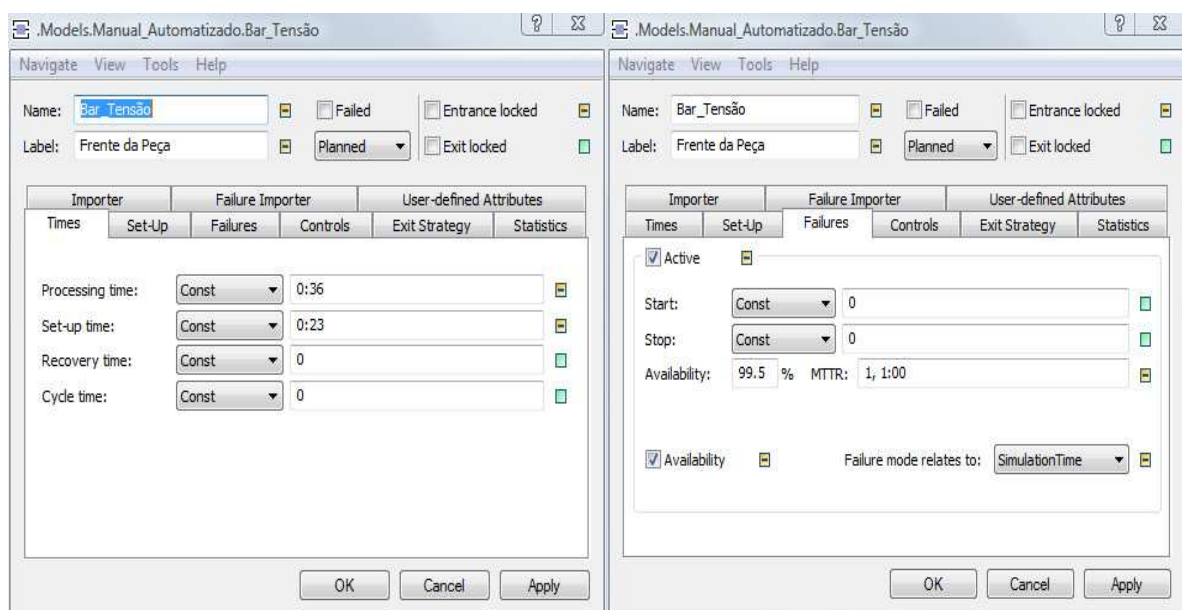 .Models.Manual_Automatizado.Bar_Tensão
Navigate View Tools Help
Name: Bar_Tensão Failed Entrance locked
Label: Frente da Peça Planned Exit locked
Importer Failure Importer User-defined Attributes
Times Set-Up Failures Controls Exit Strategy Statistics
Processing time: Const 0:36
Set-up time: Const 0:23
Recovery time: Const 0
Cycle time: Const 0
OK Cancel Apply
.Models.Manual_Automatizado.Bar_Tensão
Navigate View Tools Help
Name: Bar_Tensão Failed Entrance locked
Label: Frente da Peça Planned Exit locked
Importer Failure Importer User-defined Attributes
Times Set-Up Failures Controls Exit Strategy Statistics
Active
Start: Const 0
Stop: Const 0
Availability: 99.5 % MTTR: 1, 1:00
Availability Failure mode relates to: SimulationTime
OK Cancel Apply